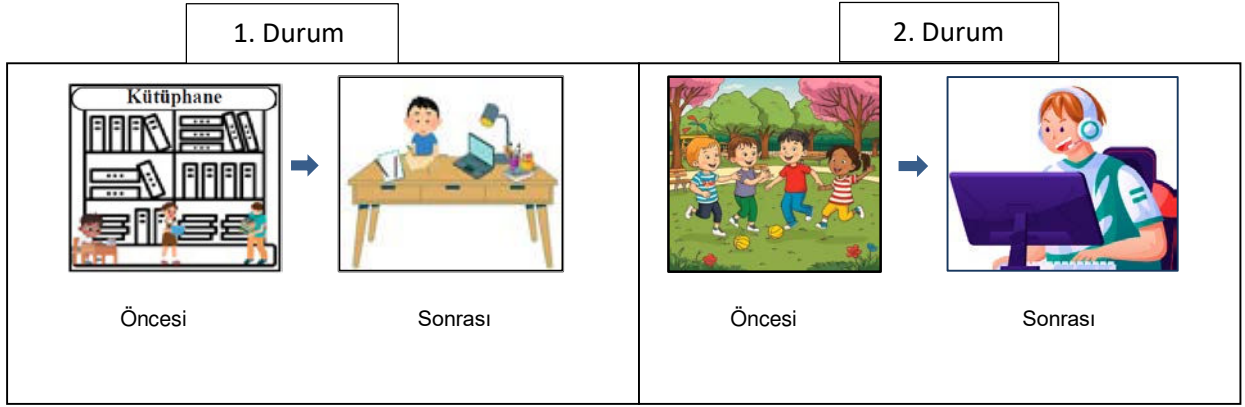 1. Durum
2. Durum
Kütüphane
Öncesi
Sonrası
Öncesi
Sonrası